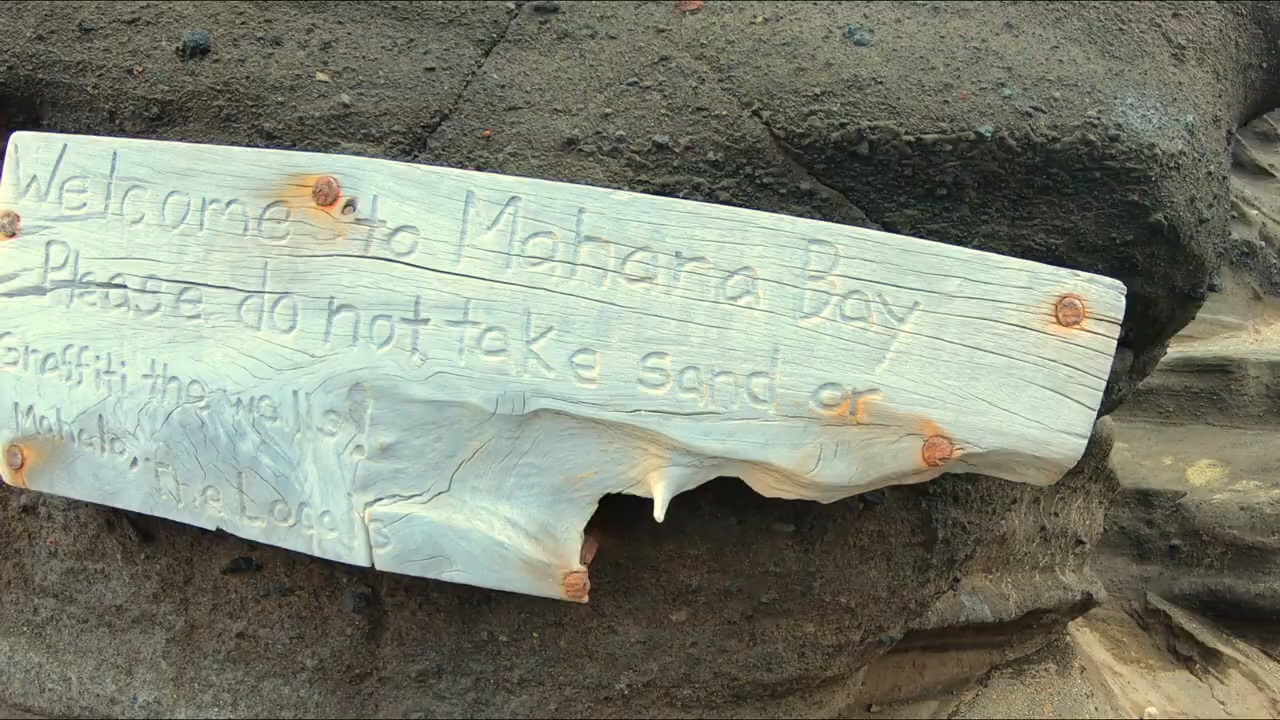 Welcome to Mahana Bay
Please do not take sand or
Graffiti the walls!
Mahalo, The Locals